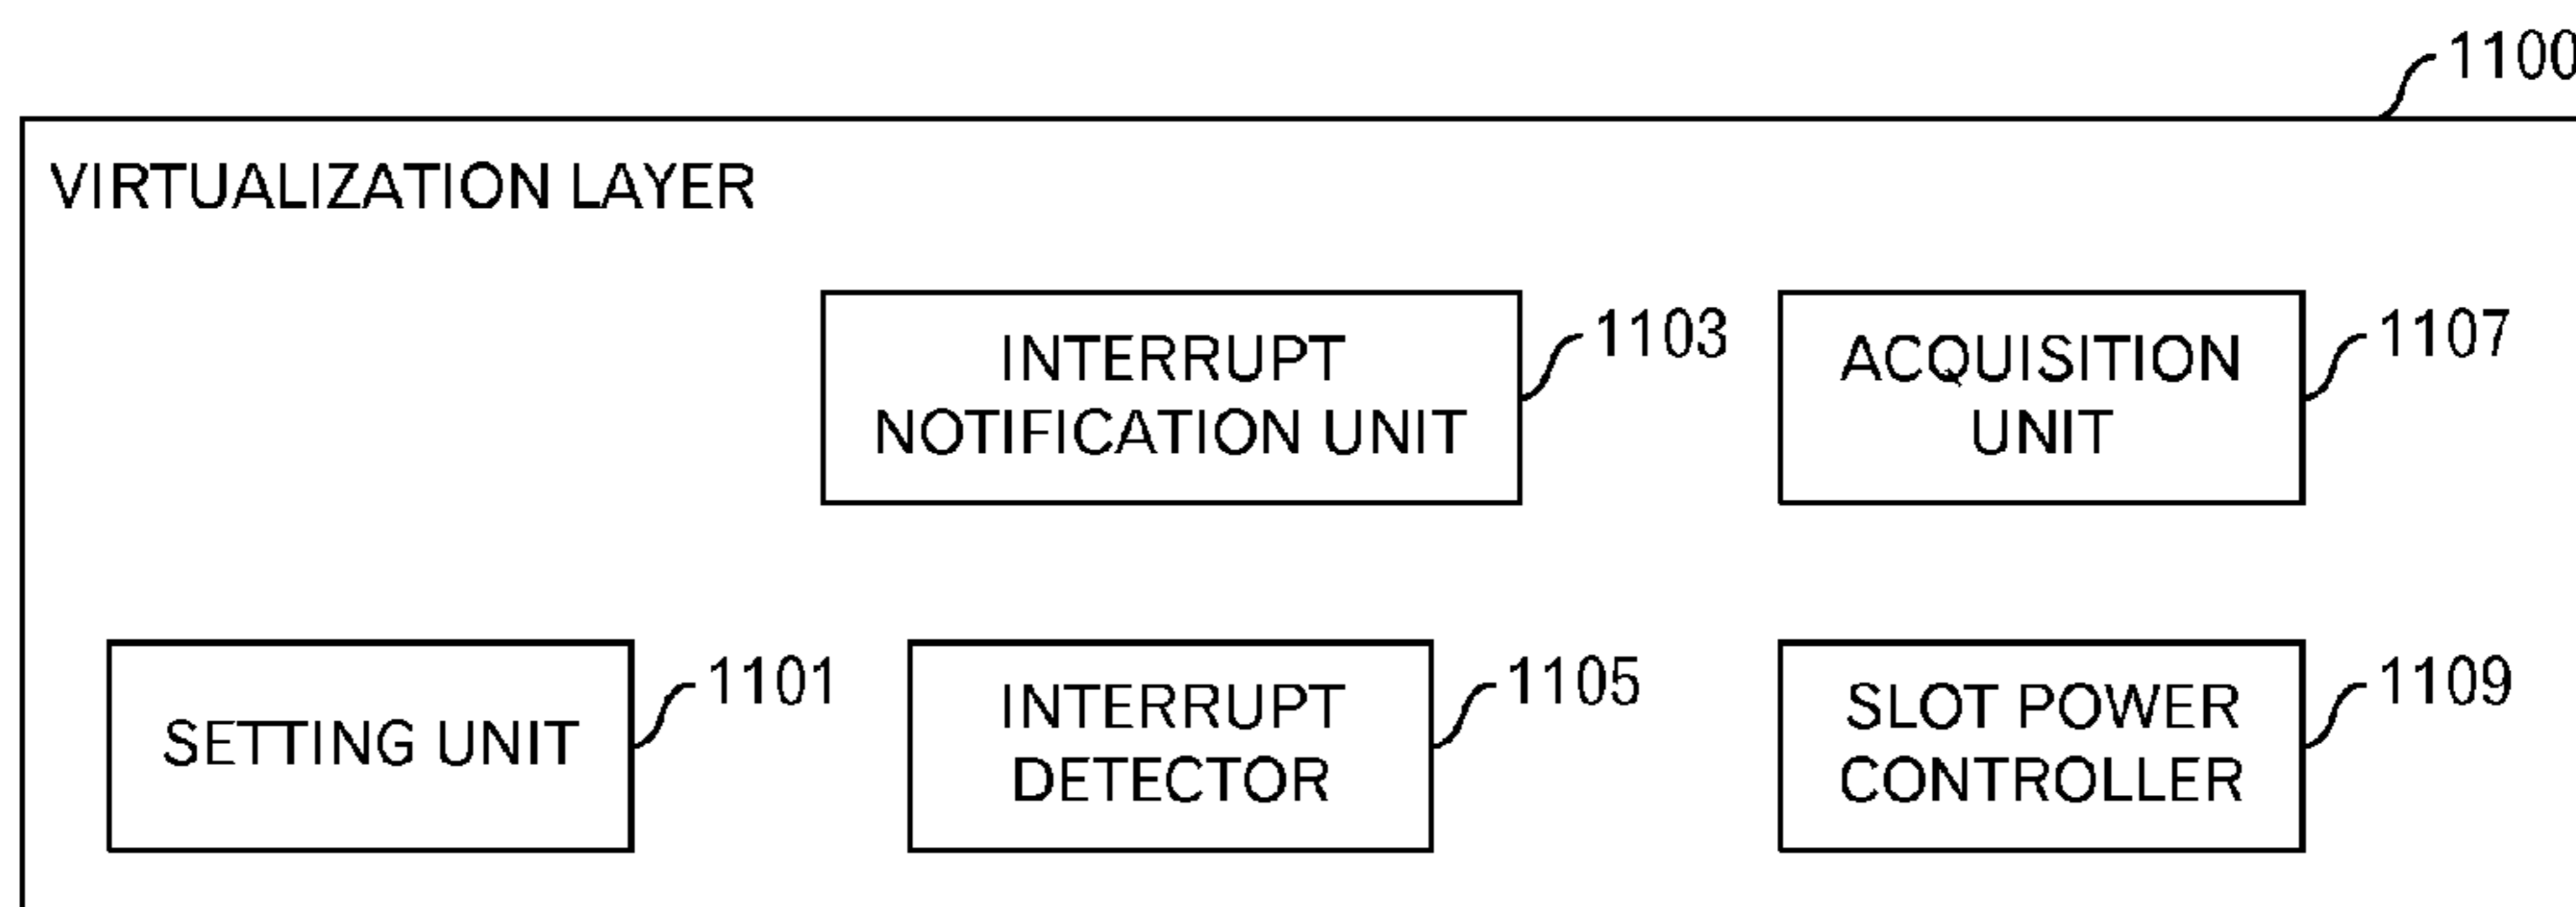 1100
VIRTUALIZATION LAYER
INTERRUPT
NOTIFICATION UNIT
1103
ACQUISITION
UNIT
1107
SETTING UNIT
1101
INTERRUPT
DETECTOR
1105
SLOT POWER
CONTROLLER
1109